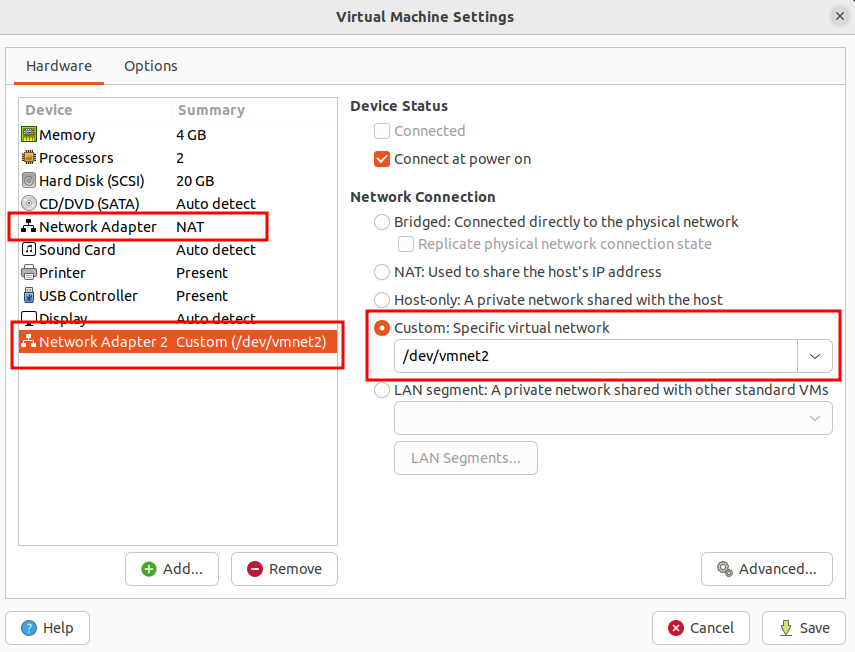 Virtual Machine Settings
Hardware Options
Device Summary
Memory 4 GB
Processors 2
Hard Disk (SCSI) 20 GB
CD/DVD (SATA) Auto detect
Network Adapter NAT
Sound Card Auto detect
Printer Present
USB Controller Present
Display Auto detect
Network Adapter 2 Custom (/dev/vmnet2)
Add...
Remove
Device Status
Connected
Connect at power on
Network Connection
Bridged: Connected directly to the physical network
Replicate physical network connection state
NAT: Used to share the host's IP address
Host-only: A private network shared with the host
Custom: Specific virtual network
/dev/vmnet2
LAN segment: A private network shared with other standard VMs
LAN Segments...
Advanced...
Help
Cancel
Save